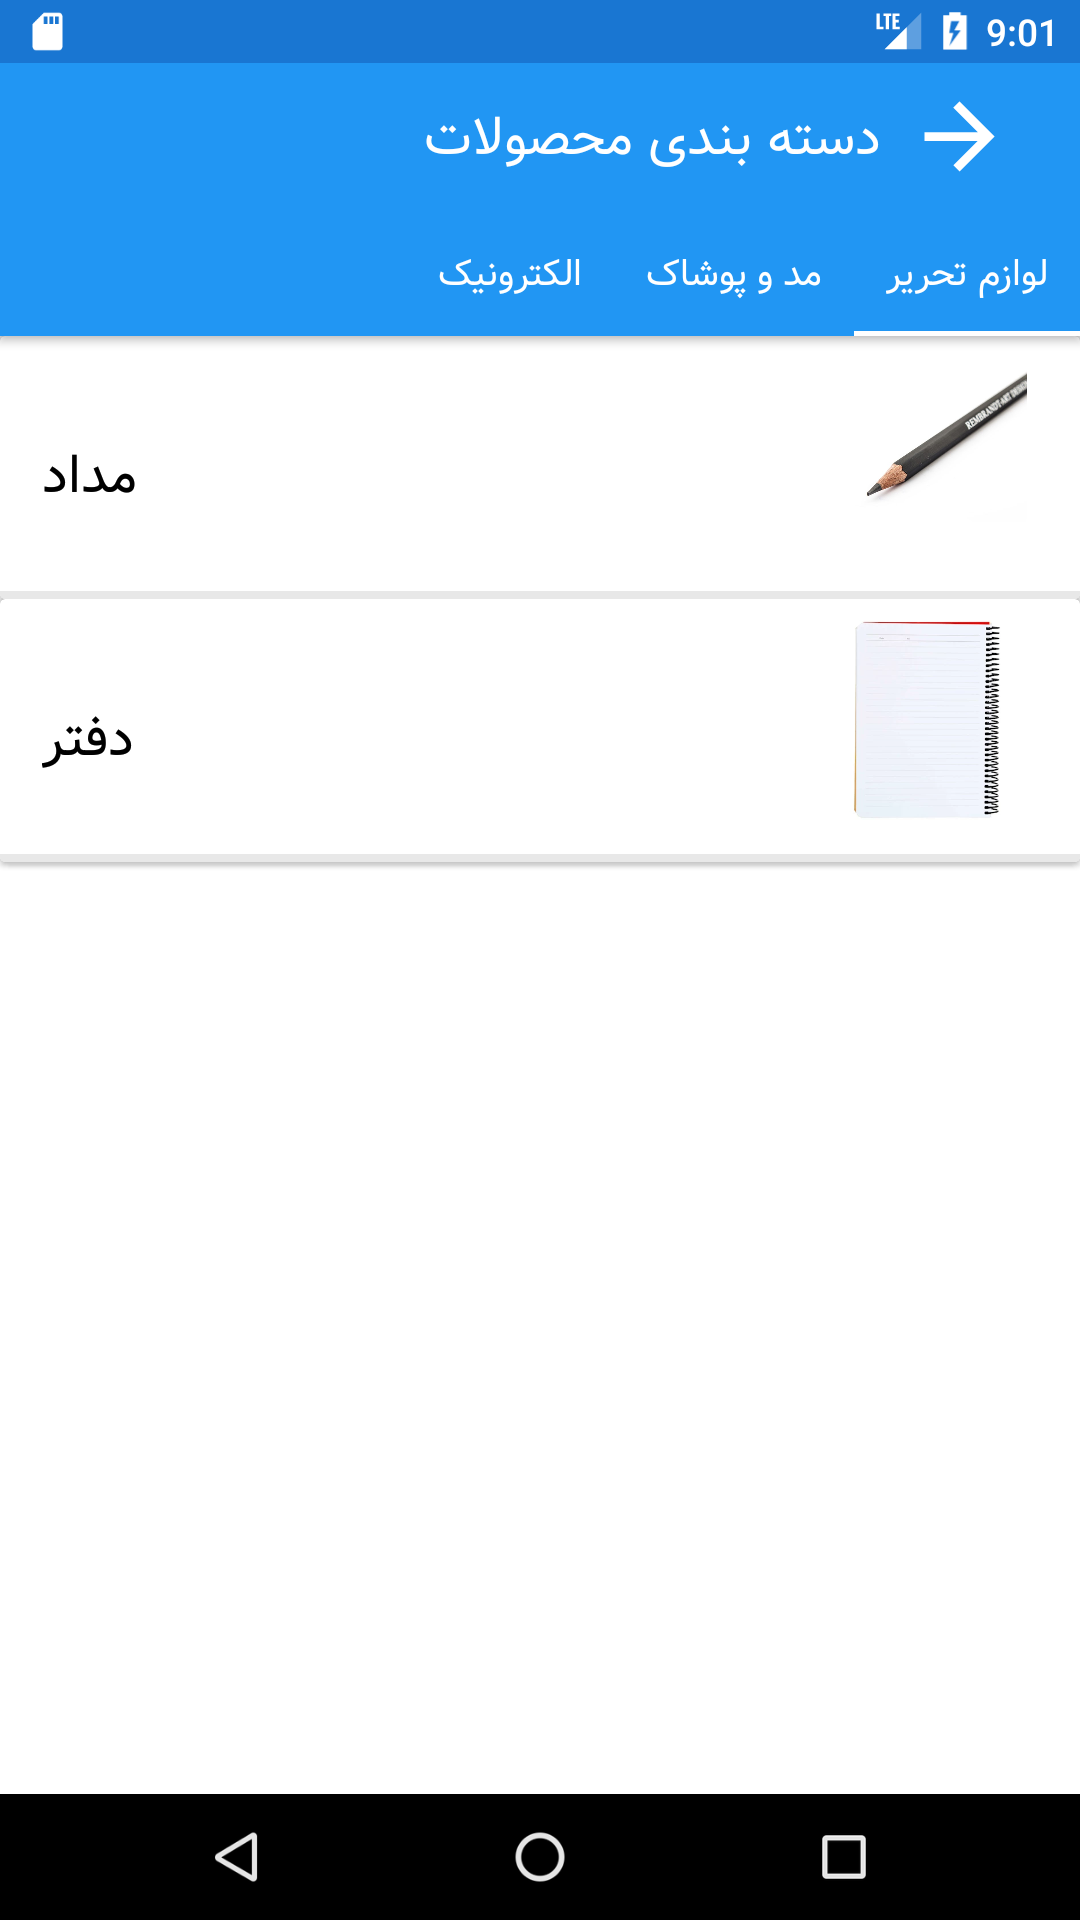 LTE 9:01
دسته بندی محصولات
لوازم تحریر مد و پوشاک الکترونیک
REMBRANDT-ART DESIGN
مداد
دفتر